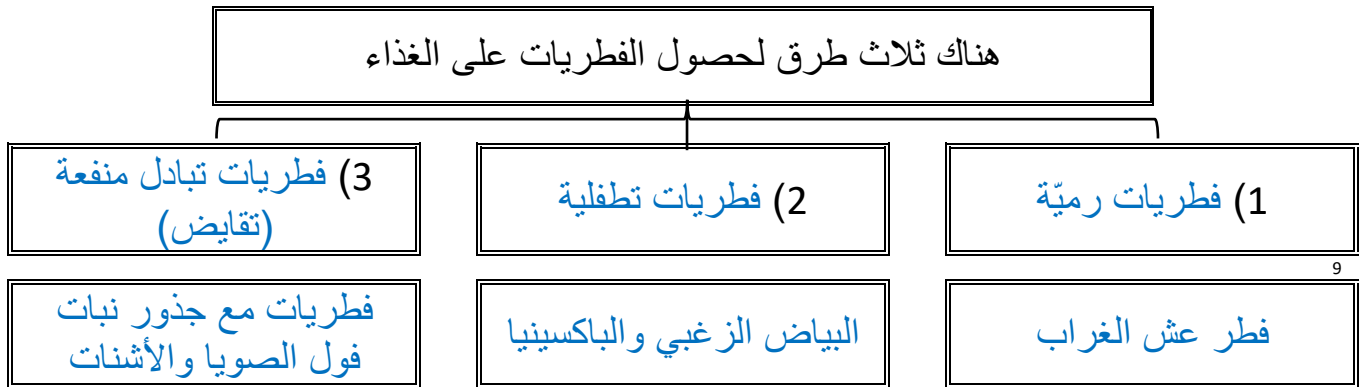 هناك ثلاث طرق لحصول الفطريات على الغذاء
1) فطريات رميّة
2) فطريات تطفلية
3) فطريات تبادل منفعة
(تقايض)
9
فطر عش الغراب
البياض الزغبي والباكسينيا
فطريات مع جذور نبات
فول الصويا والأشنات